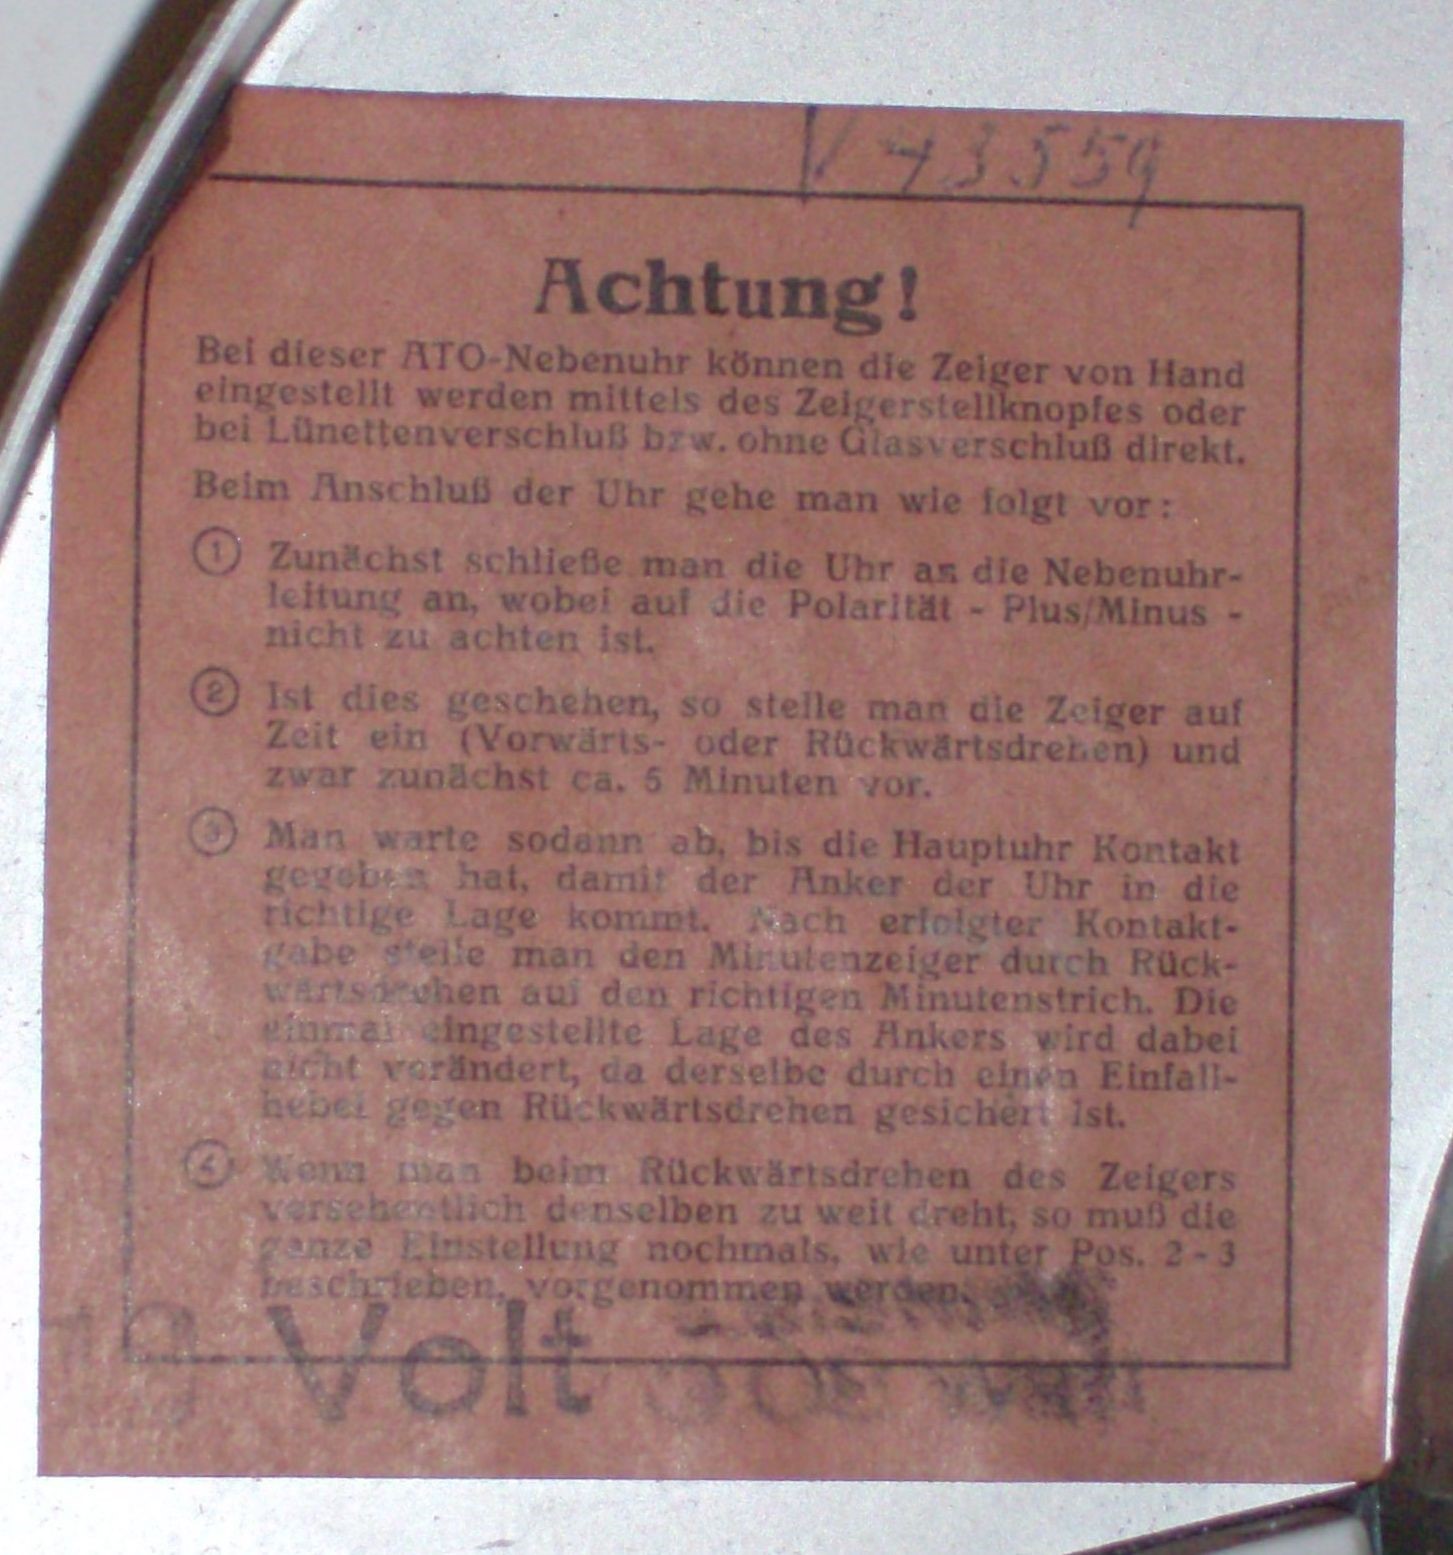 43559
Achtung!
Bei dieser ATO-Nebenuhr können die Zeiger von Hand
eingestellt werden mittels des Zeigerstellknopfes oder
bei Lünettenverschluß bzw. ohne Glasverschluß direkt.
Beim Anschluß der Uhr gehe man wie folgt vor:
1 Zunächst schließe man die Uhr an die Nebenuhr-
leitung an, wobei auf die Polarität - Plus/Minus -
nicht zu achten ist.
2 Ist dies geschehen, so stelle man die Zeiger auf
Zeit ein (Vorwärts- oder Rückwärtsdrehen) und
zwar zunächst ca. 5 Minuten vor.
3 Man warte sodann ab, bis die Hauptuhr Kontakt
gegeben hat, damit der Anker der Uhr in die
richtige Lage kommt. Nach erfolgter Kontakt-
gabe stelle man den Minutenzeiger durch Rück-
wärtsdrehen auf den richtigen Minutenstrich. Die
einmal eingestellte Lage des Ankers wird dabei
nicht verändert, da derselbe durch einen Einfall-
hebel gegen Rückwärtsdrehen gesichert ist.
4 Wenn man beim Rückwärtsdrehen des Zeigers
versehentlich denselben zu weit dreht, so muß die
ganze Einstellung nochmals, wie unter Pos. 2-3
beschrieben, vorgenommen werden.
Volt